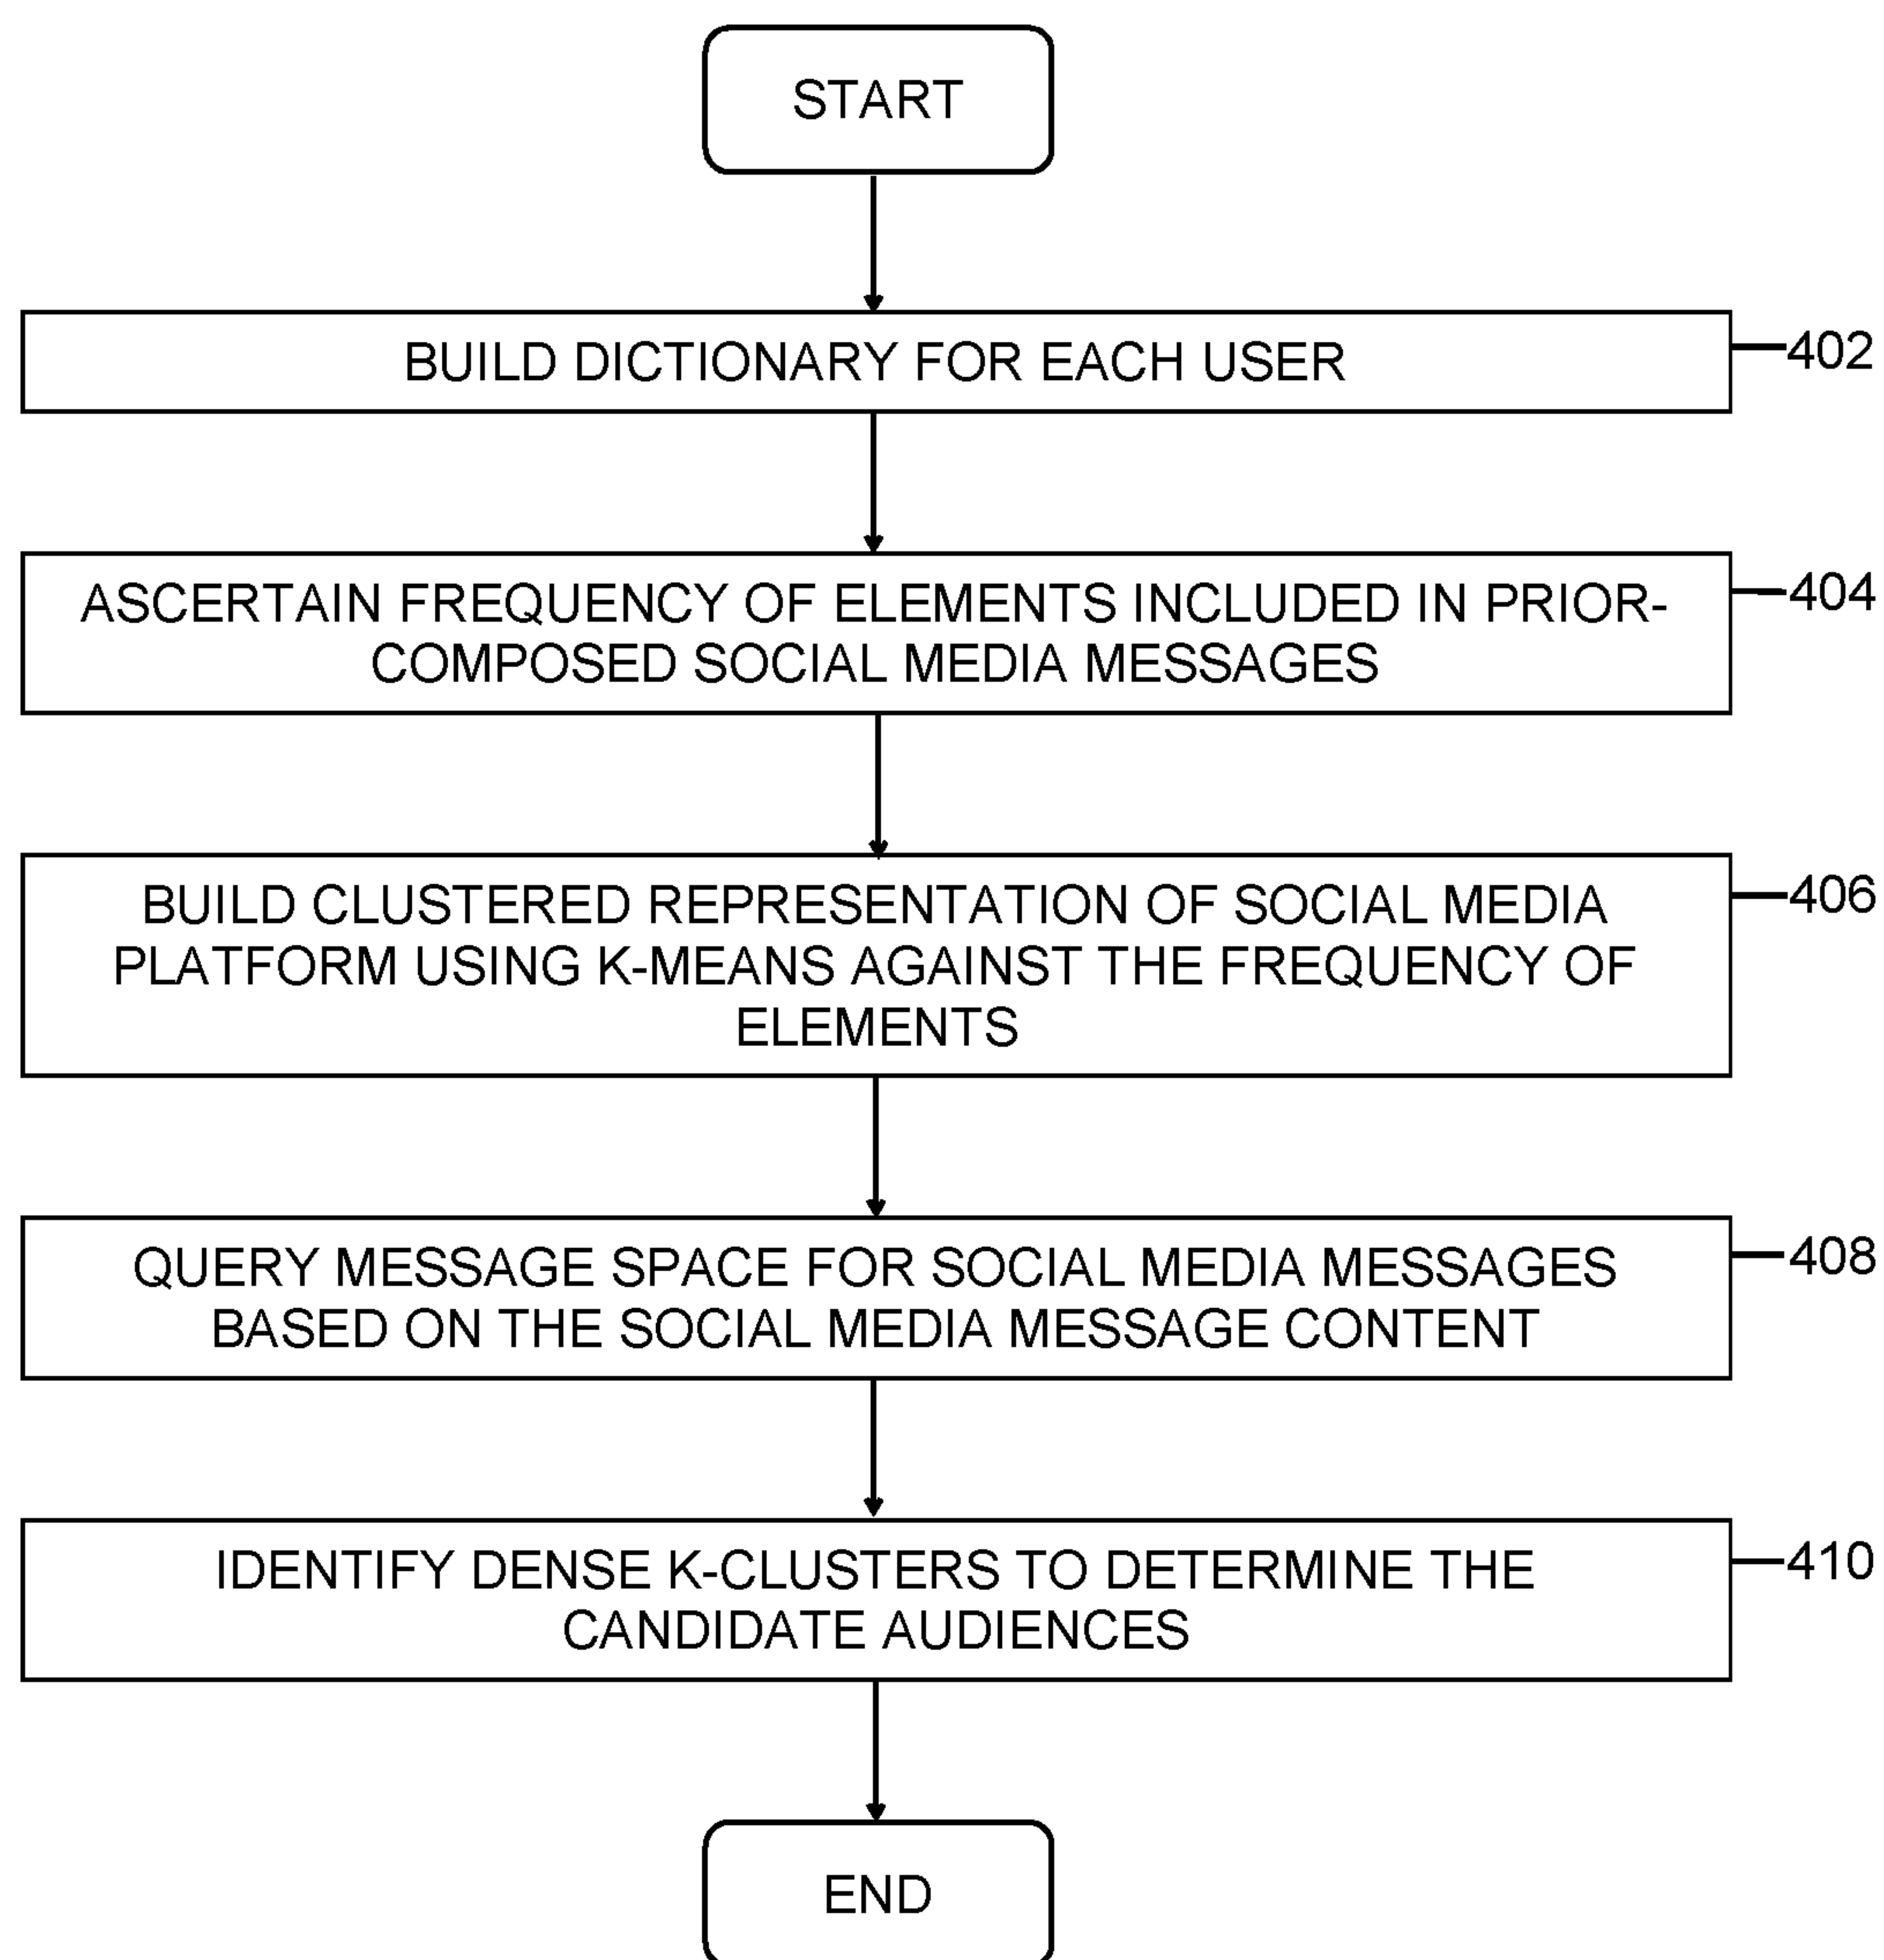 START
BUILD DICTIONARY FOR EACH USER
402
ASCERTAIN FREQUENCY OF ELEMENTS INCLUDED IN PRIOR-
COMPOSED SOCIAL MEDIA MESSAGES
404
BUILD CLUSTERED REPRESENTATION OF SOCIAL MEDIA
PLATFORM USING K-MEANS AGAINST THE FREQUENCY OF
ELEMENTS
406
QUERY MESSAGE SPACE FOR SOCIAL MEDIA MESSAGES
BASED ON THE SOCIAL MEDIA MESSAGE CONTENT
408
IDENTIFY DENSE K-CLUSTERS TO DETERMINE THE
CANDIDATE AUDIENCES
410
END